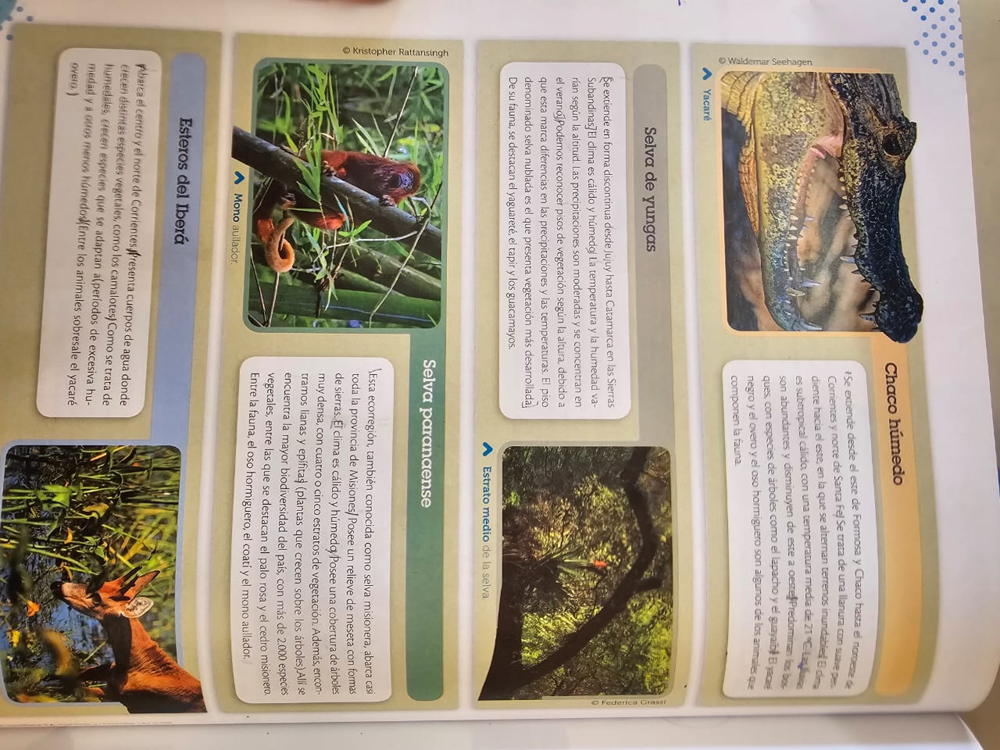 © Waldemar Seehagen
Yacaré
Chaco húmedo
Se extiende desde el este de Formosa y Chaco hasta el noroeste de
Corrientes y norte de Santa Fe. Se trata de una llanura con suave pen-
diente hacia el este, en la que se alternan terrenos inundables. El clima
es subtropical cálido, con una temperatura media de 21 °C. Las lluvias
son abundantes y disminuyen de este a oeste. Predominan los bos-
ques, con especies de árboles como el lapacho y el guayabí. El yacaré
negro y el overo y el oso hormiguero son algunos de los animales que
componen la fauna.
Selva de yungas
Se extiende en forma discontinua desde Jujuy hasta Catamarca en las Sierras
Subandinas. El clima es cálido y húmedo. La temperatura y la humedad va-
rían según la altitud. Las precipitaciones son moderadas y se concentran en
el verano. Podemos reconocer pisos de vegetación según la altura, debido a
que esta marca diferencias en las precipitaciones y las temperaturas. El piso
denominado selva nublada es el que presenta vegetación más desarrollada.
De su fauna, se destacan el yaguareté, el tapir y los guacamayos.
Estrato medio de la selva.
© Federica Grassi
© Kristopher Rattansingh
Mono aullador.
Selva paranaense
Esta ecorregión, también conocida como selva misionera, abarca casi
toda la provincia de Misiones. Posee un relieve de meseta con formas
de sierras. El clima es cálido y húmedo. Posee una cobertura de árboles
muy densa, con cuatro o cinco estratos de vegetación. Además, encon-
tramos lianas y epífitas (plantas que crecen sobre los árboles). Allí se
encuentra la mayor biodiversidad del país, con más de 2.000 especies
vegetales, entre las que se destacan el palo rosa y el cedro misionero.
Entre la fauna, el oso hormiguero, el coatí y el mono aullador.
Esteros del Iberá
Abarca el centro y el norte de Corrientes. Presenta cuerpos de agua donde
crecen distintas especies vegetales, como los camalotes. Como se trata de
humedales, crecen especies que se adaptan a períodos de excesiva hu-
medad y a otros menos húmedos. Entre los animales sobresale el yacaré
overo.